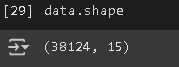 [29] data.shape
(38124, 15)